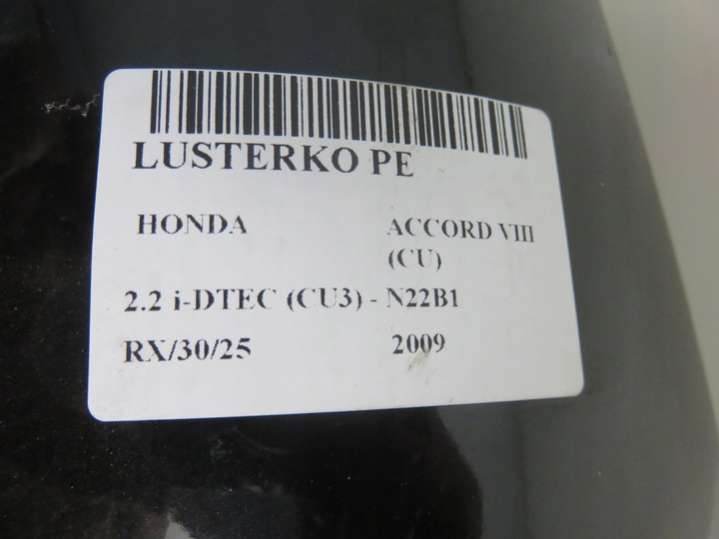 LUSTERKO PE
HONDA ACCORD VIII
(CU)
2.2 i-DTEC (CU3) - N22B1
RX/30/25 2009